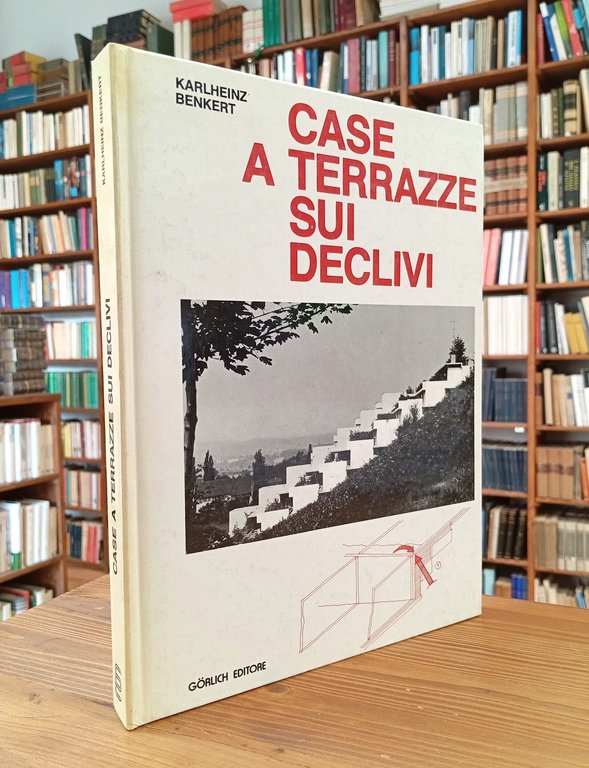 KARLHEINZ
BENKERT
CASE
A TERRAZZE
SUI
DECLIVI
GÖRLICH EDITORE
KARLHEINZ BENKERT
CASE A TERRAZZE SUI DECLIVI